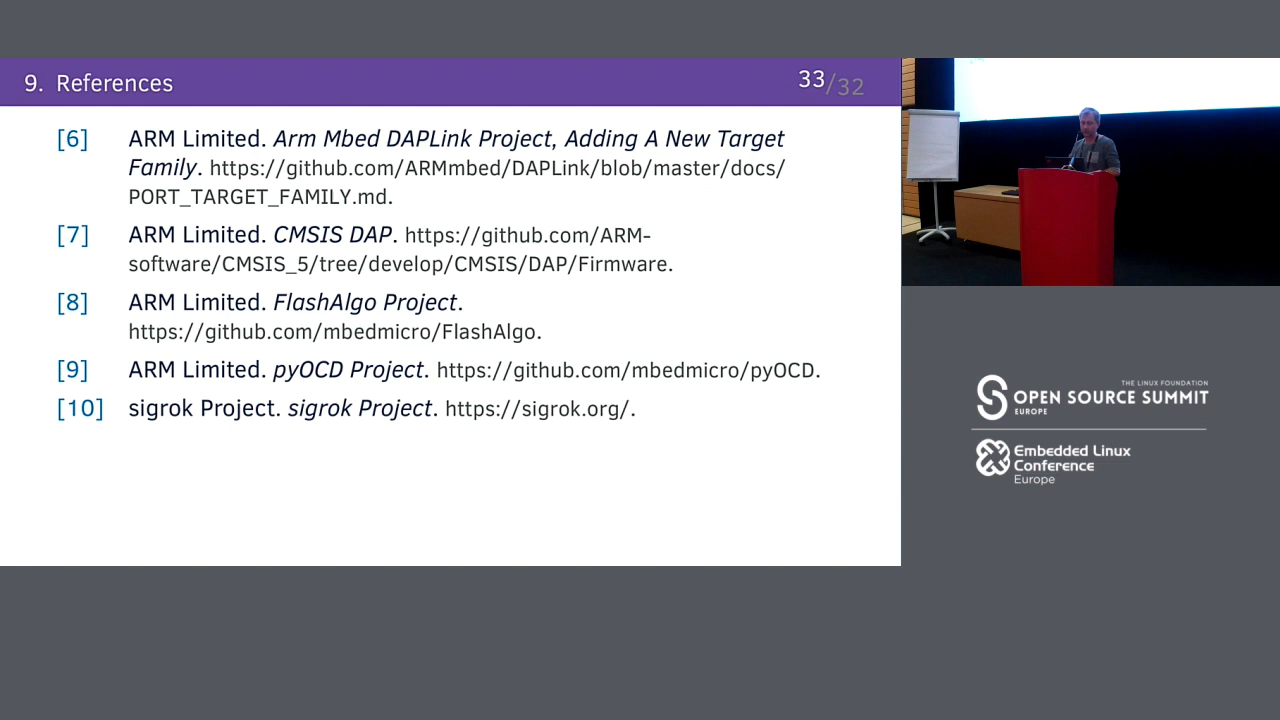 9. References
33/32
[6] ARM Limited. Arm Mbed DAPLink Project, Adding A New Target
Family. https://github.com/ARMmbed/DAPLink/blob/master/docs/
PORT_TARGET_FAMILY.md.
[7] ARM Limited. CMSIS DAP. https://github.com/ARM-
software/CMSIS_5/tree/develop/CMSIS/DAP/Firmware.
[8] ARM Limited. FlashAlgo Project.
https://github.com/mbedmicro/FlashAlgo.
[9] ARM Limited. pyOCD Project. https://github.com/mbedmicro/pyOCD.
[10] sigrok Project. sigrok Project. https://sigrok.org/.
THE LINUX FOUNDATION
OPEN SOURCE SUMMIT
EUROPE
Embedded Linux
Conference
Europe